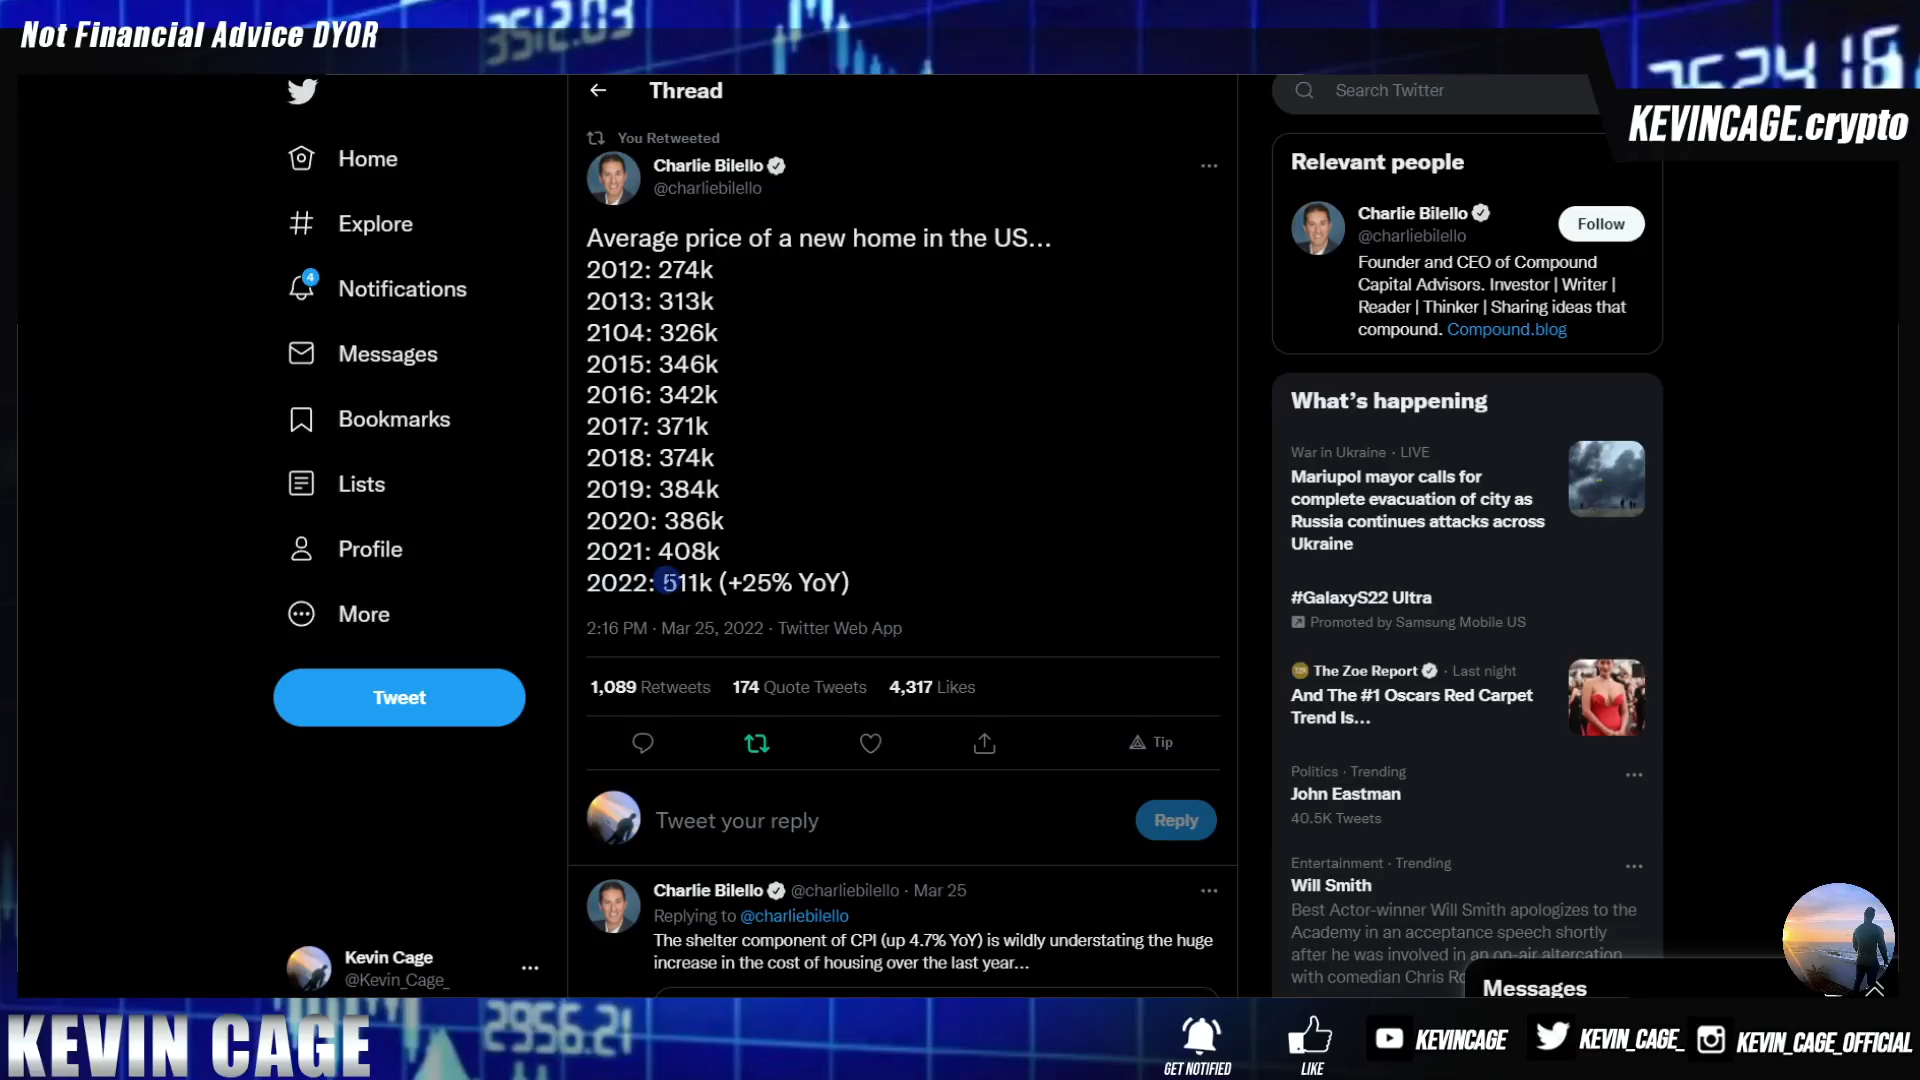 Not Financial Advice DYOR
3512.03
KEVINCAGE.crypto
Thread
Search Twitter
You Retweeted
Charlie Bilello
@charliebilello
Average price of a new home in the US...
2012: 274k
2013: 313k
2104: 326k
2015: 346k
2016: 342k
2017: 371k
2018: 374k
2019: 384k
2020: 386k
2021: 408k
2022: 511k (+25% YoY)
2:16 PM · Mar 25, 2022 · Twitter Web App
1,089 Retweets 174 Quote Tweets 4,317 Likes
Tip
Tweet your reply
Reply
Charlie Bilello @charliebilello · Mar 25
Replying to @charliebilello
The shelter component of CPI (up 4.7% YoY) is wildly understating the huge
increase in the cost of housing over the last year...
Home
Explore
4
Notifications
Messages
Bookmarks
Lists
Profile
More
Tweet
Kevin Cage
@Kevin_Cage_
Relevant people
Charlie Bilello
@charliebilello
Follow
Founder and CEO of Compound
Capital Advisors. Investor | Writer |
Reader | Thinker | Sharing ideas that
compound. Compound.blog
What's happening
War in Ukraine · LIVE
Mariupol mayor calls for
complete evacuation of city as
Russia continues attacks across
Ukraine
#GalaxyS22 Ultra
Promoted by Samsung Mobile US
The Zoe Report · Last night
And The #1 Oscars Red Carpet
Trend Is...
Politics · Trending
John Eastman
40.5K Tweets
Entertainment · Trending
Will Smith
Best Actor-winner Will Smith apologizes to the
Academy in an acceptance speech shortly
after he was involved in an on-air altercation
with comedian Chris
Messages
KEVIN CAGE
2956.21
GET NOTIFIED
LIKE
KEVINCAGE
KEVIN_CAGE_
KEVIN_CAGE_OFFICIAL